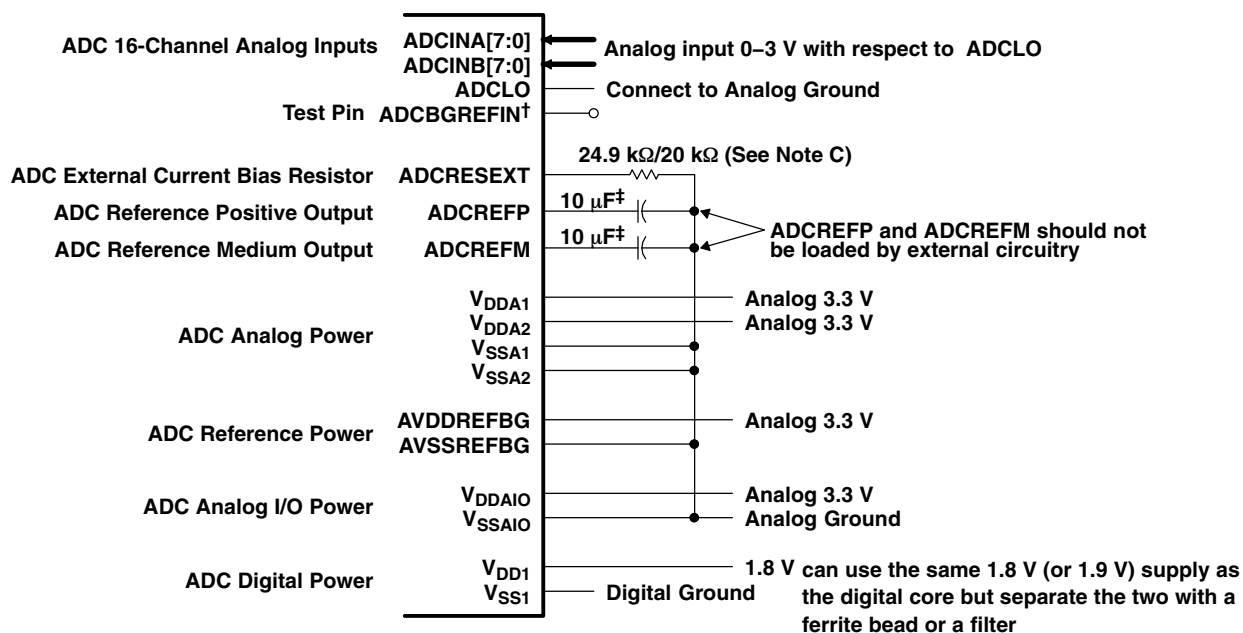 ADC 16-Channel Analog Inputs ADCINA[7:0] Analog input 0–3 V with respect to ADCLO
ADCINB[7:0]
ADCLO Connect to Analog Ground
Test Pin ADCBGREFIN†
24.9 kΩ/20 kΩ (See Note C)
ADC External Current Bias Resistor ADCRESEXT
10 μF‡
ADC Reference Positive Output ADCREFP
10 μF‡
ADC Reference Medium Output ADCREFM
ADCREFP and ADCREFM should not
be loaded by external circuitry
VDDA1 Analog 3.3 V
VDDA2 Analog 3.3 V
ADC Analog Power
VSSA1
VSSA2
AVDDREFBG Analog 3.3 V
ADC Reference Power
AVSSREFBG
VDDAIO Analog 3.3 V
ADC Analog I/O Power
VSSAIO Analog Ground
VDD1 1.8 V can use the same 1.8 V (or 1.9 V) supply as
ADC Digital Power
VSS1 Digital Ground
the digital core but separate the two with a
ferrite bead or a filter